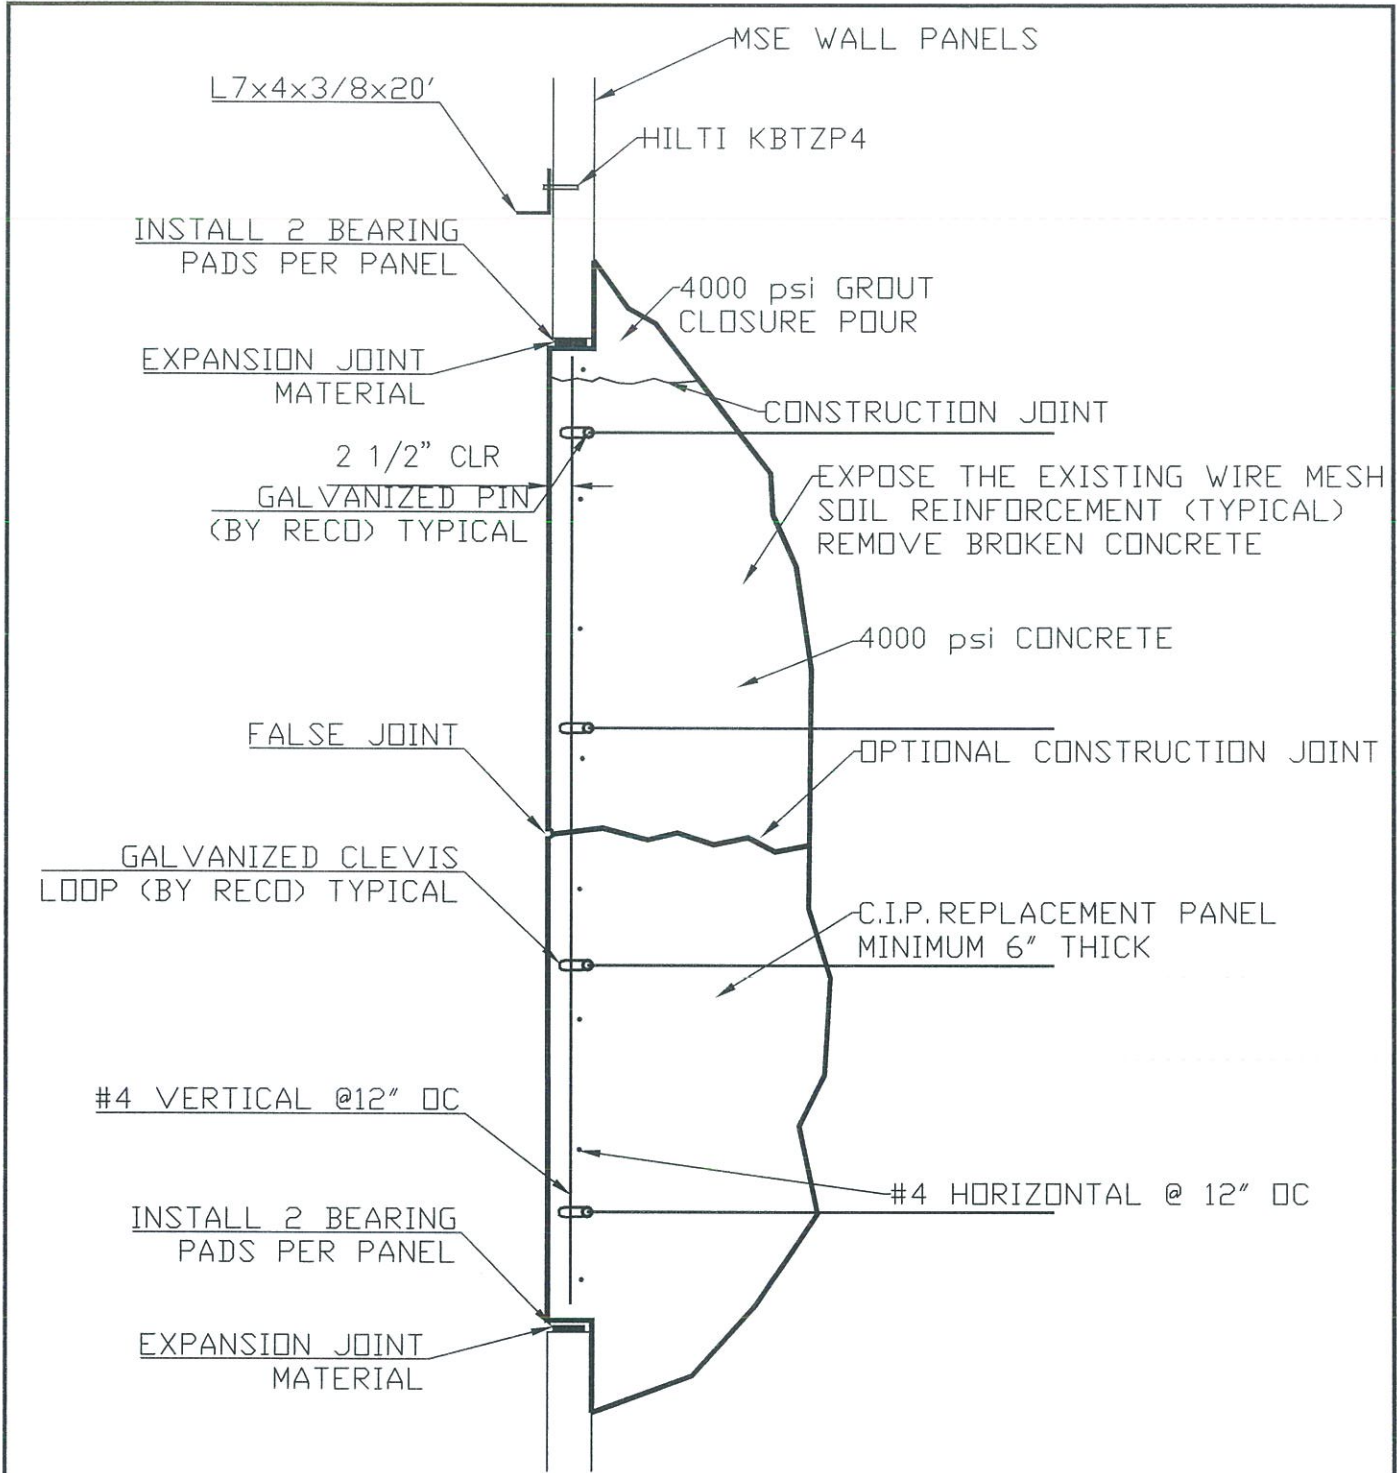 MSE WALL PANELS
L7x4x3/8x20'
HILTI KBTZP4
INSTALL 2 BEARING
PADS PER PANEL
4000 psi GROUT
CLOSURE POUR
EXPANSION JOINT
MATERIAL
CONSTRUCTION JOINT
2 1/2" CLR
GALVANIZED PIN
(BY RECO) TYPICAL
EXPOSE THE EXISTING WIRE MESH
SOIL REINFORCEMENT (TYPICAL)
REMOVE BROKEN CONCRETE
4000 psi CONCRETE
FALSE JOINT
OPTIONAL CONSTRUCTION JOINT
GALVANIZED CLEVIS
LOOP (BY RECO) TYPICAL
C.I.P. REPLACEMENT PANEL
MINIMUM 6" THICK
#4 VERTICAL @12" OC
#4 HORIZONTAL @ 12" OC
INSTALL 2 BEARING
PADS PER PANEL
EXPANSION JOINT
MATERIAL